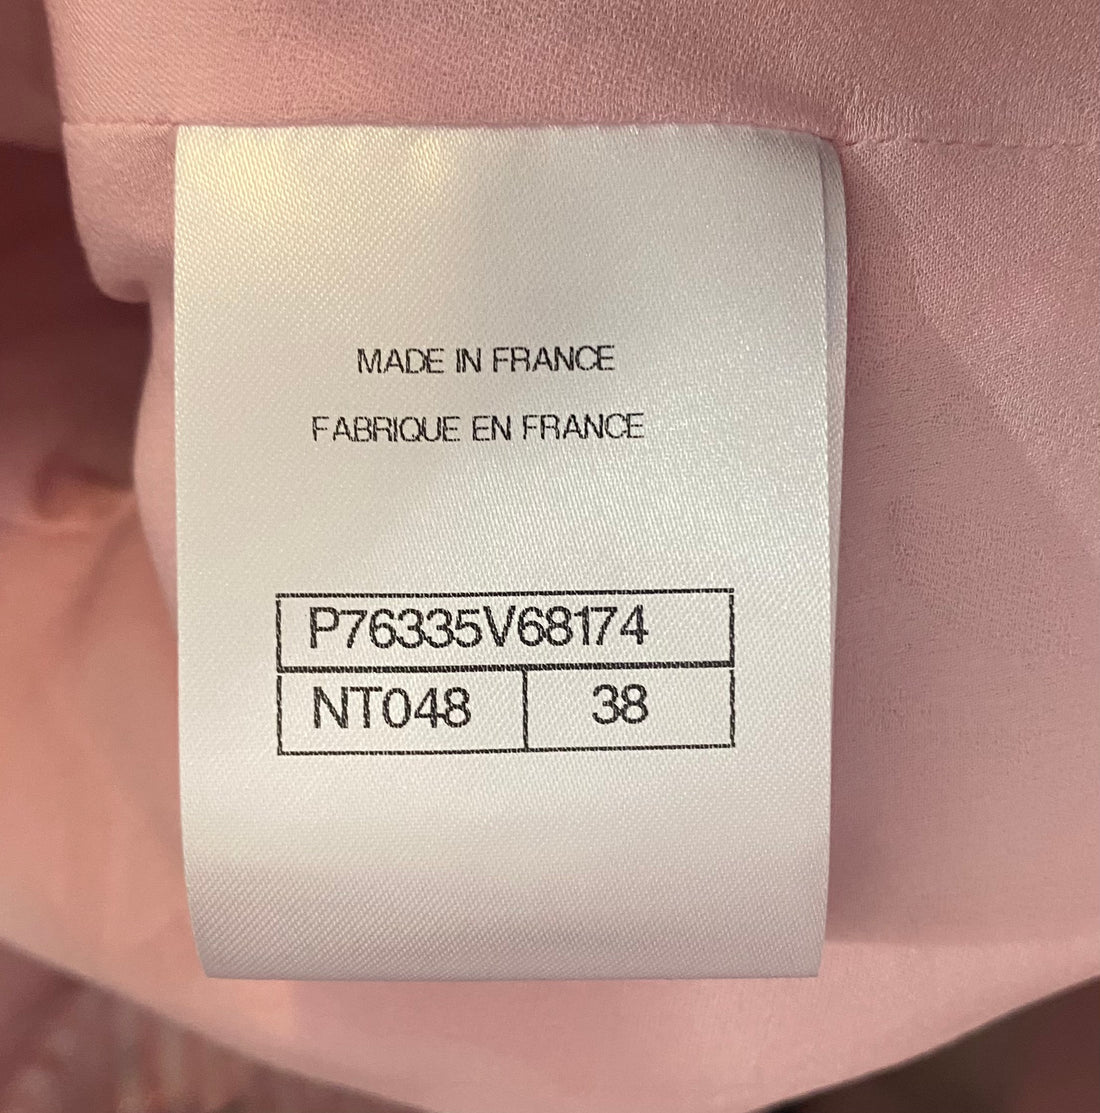 MADE IN FRANCE
FABRIQUE EN FRANCE
P76335V68174
NT048 38